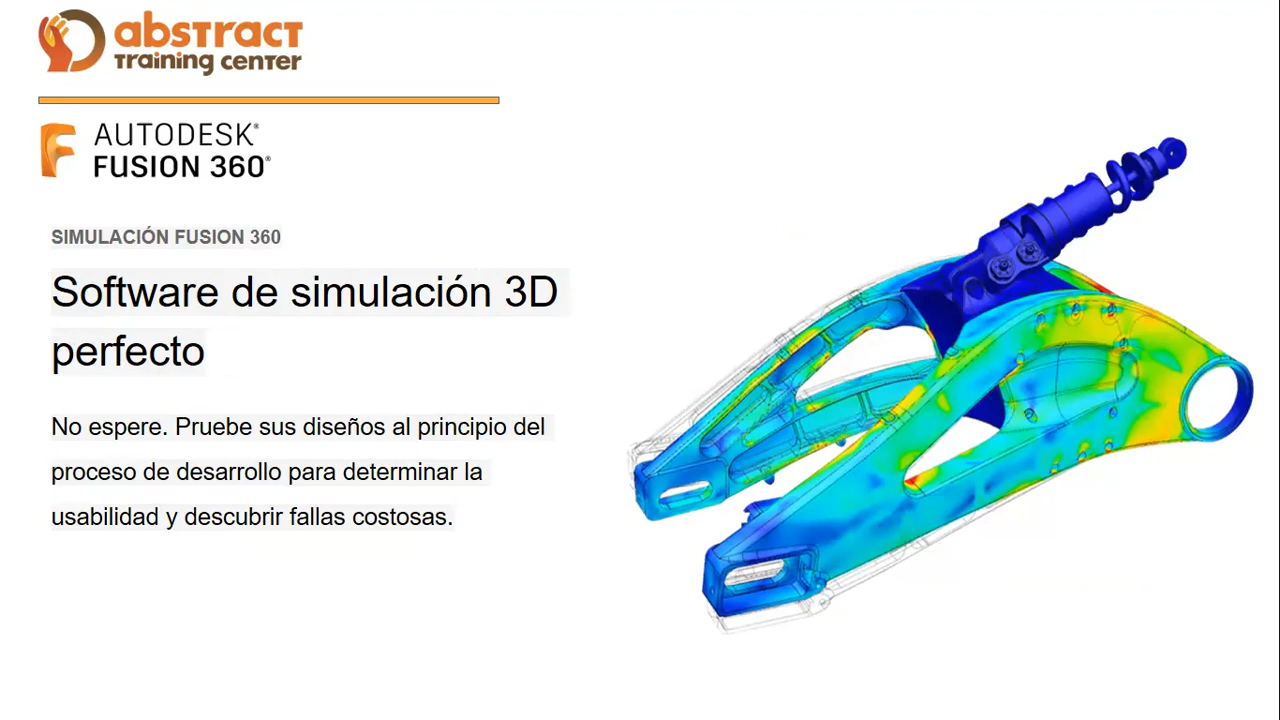 abstract
Training center
AUTODESK®
FUSION 360®
SIMULACIÓN FUSION 360
Software de simulación 3D
perfecto
No espere. Pruebe sus diseños al principio del
proceso de desarrollo para determinar la
usabilidad y descubrir fallas costosas.